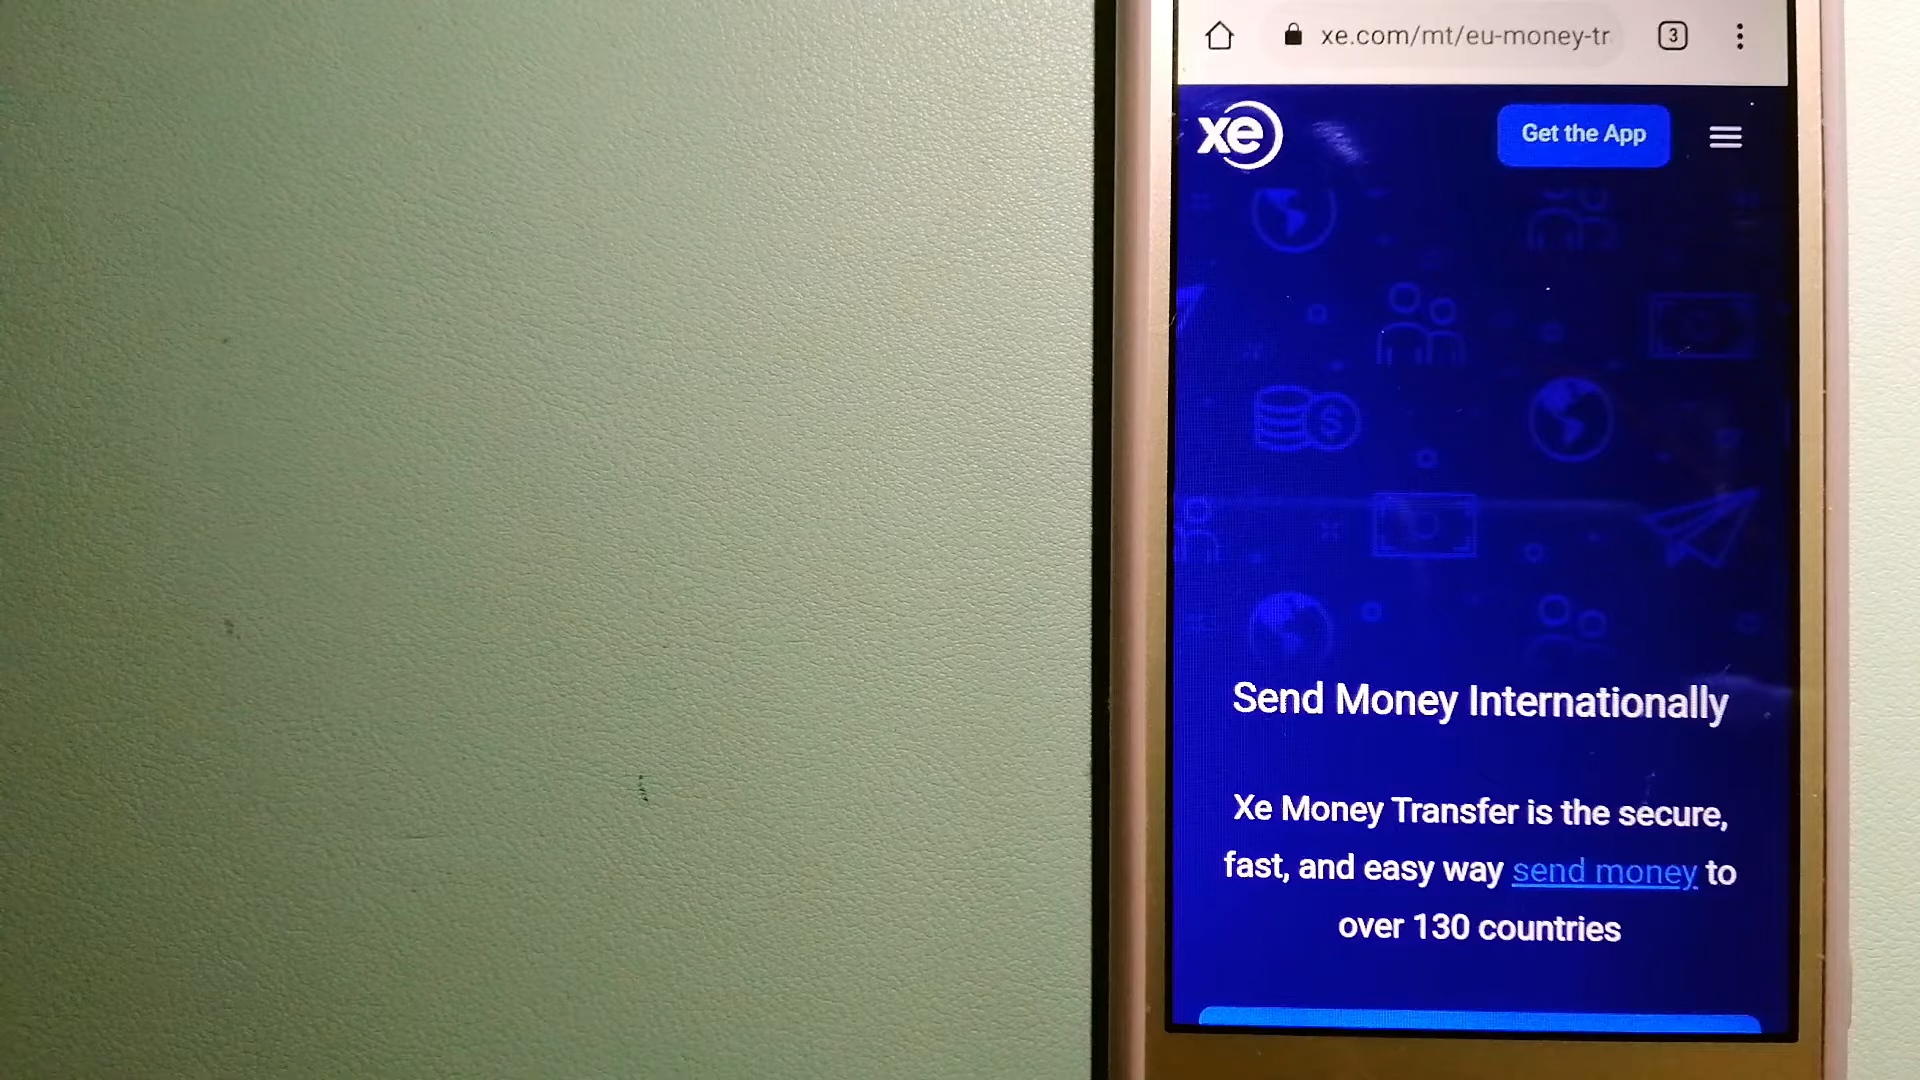 xe.com/mt/eu-money-tr
3
xe
Get the App
$
Send Money Internationally
Xe Money Transfer is the secure,
fast, and easy way send money to
over 130 countries